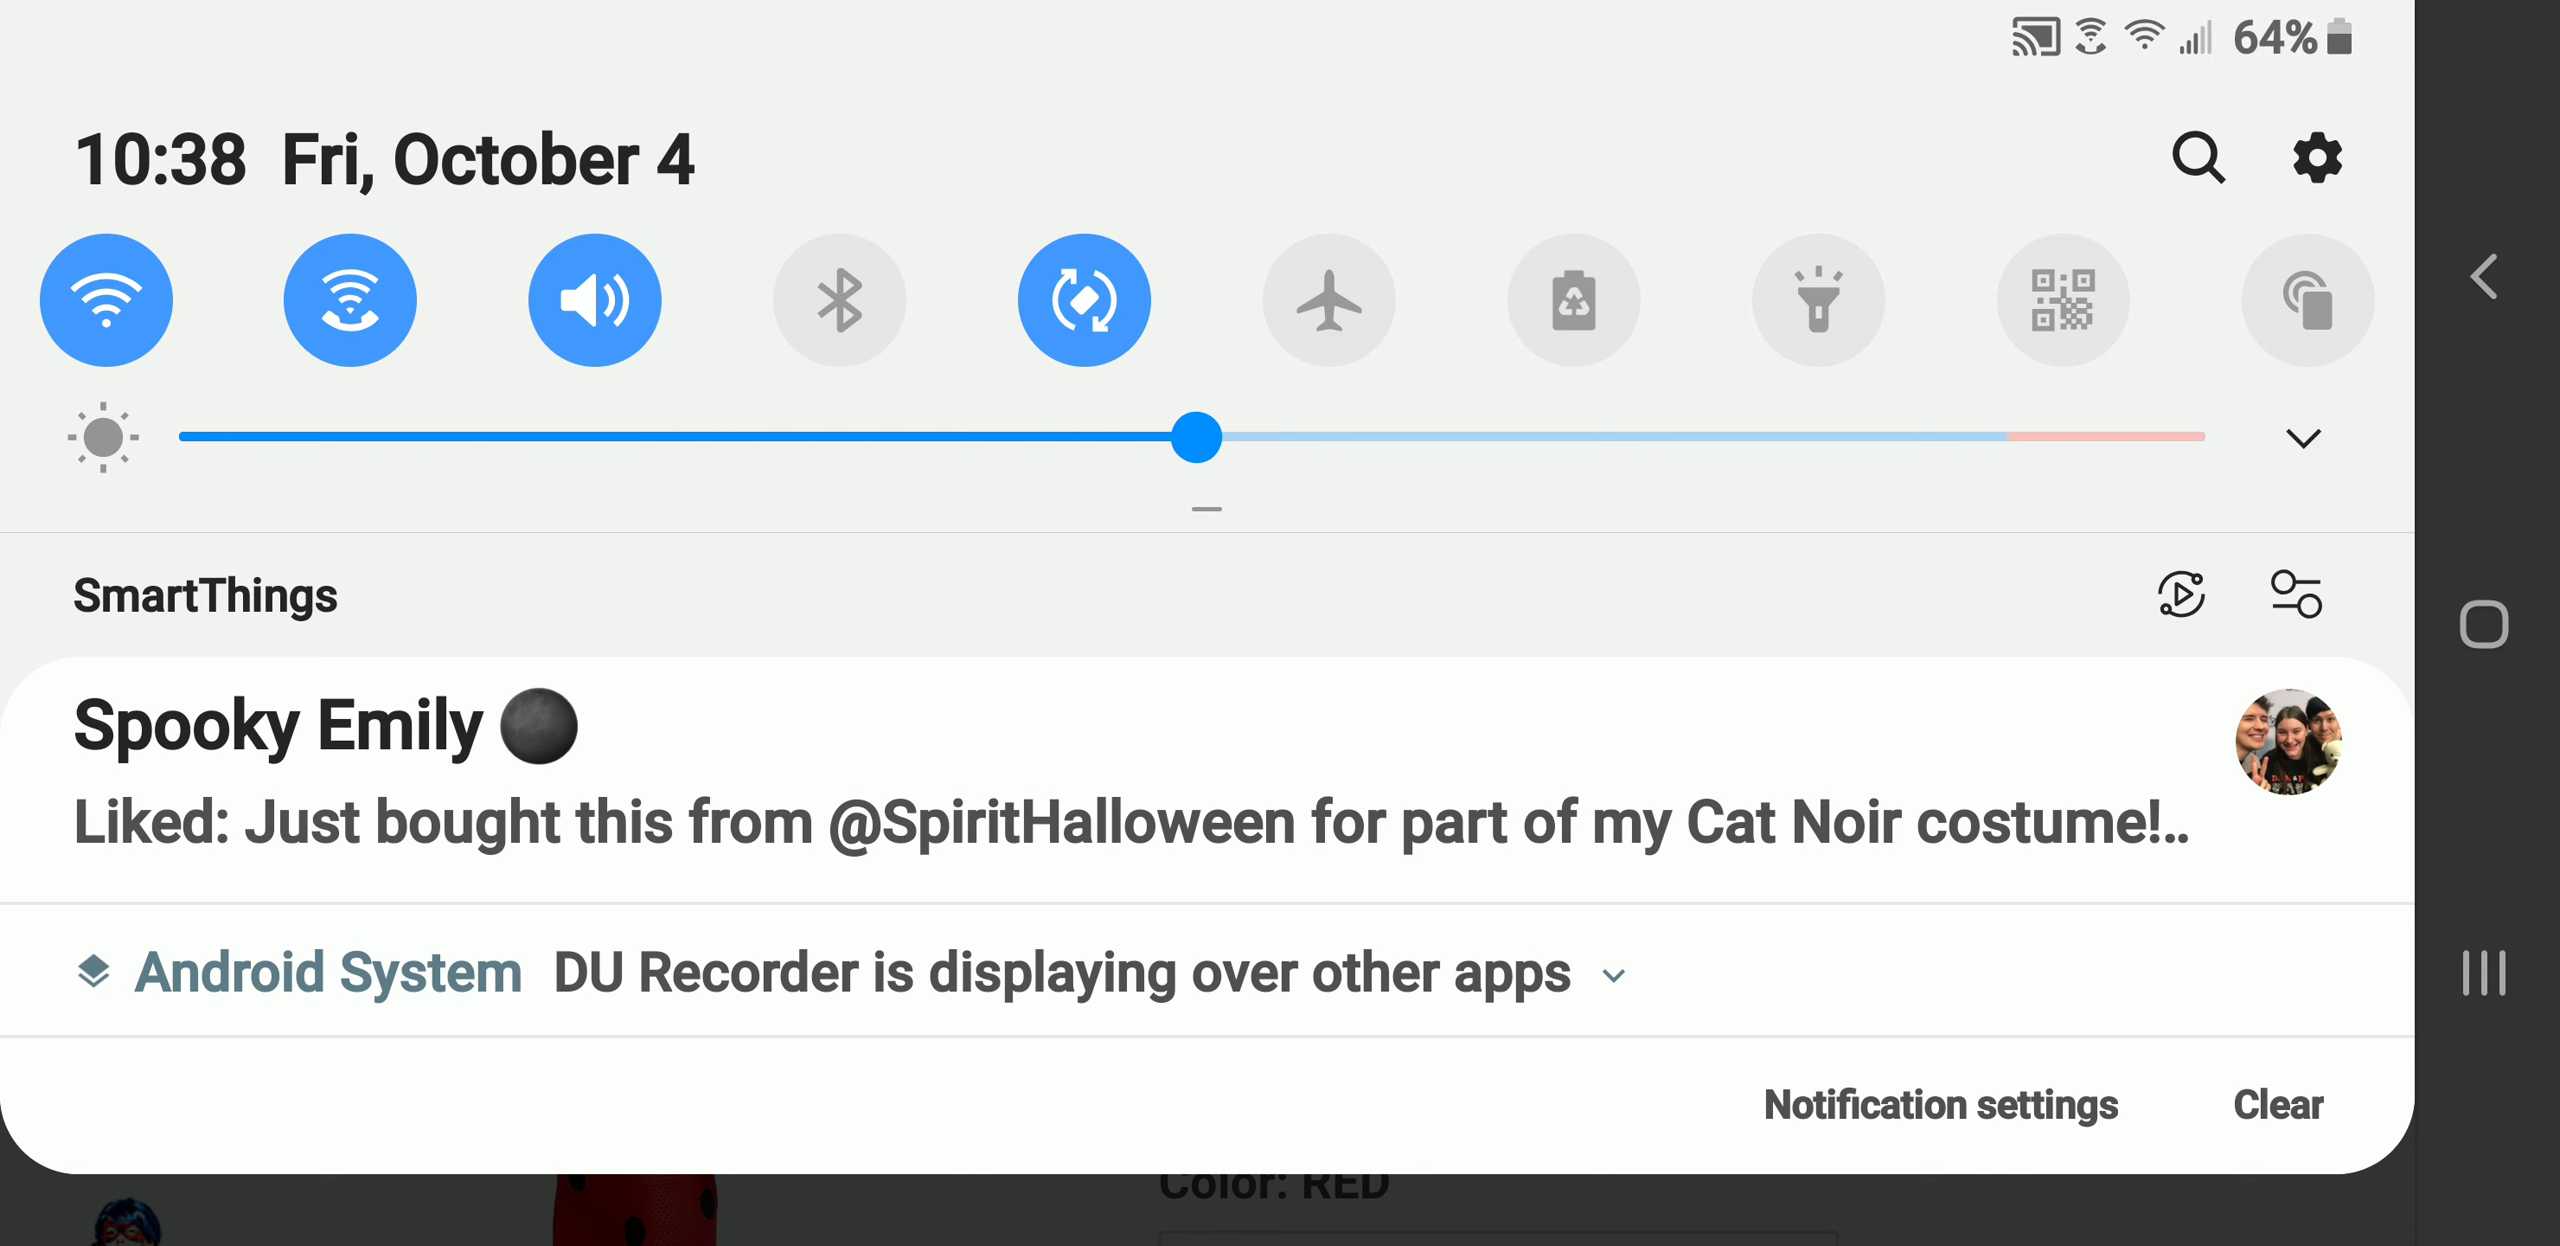 64%
10:38 Fri, October 4
SmartThings
Spooky Emily 🌑
Liked: Just bought this from @SpiritHalloween for part of my Cat Noir costume!..
Android System DU Recorder is displaying over other apps
Notification settings Clear
Color: RED